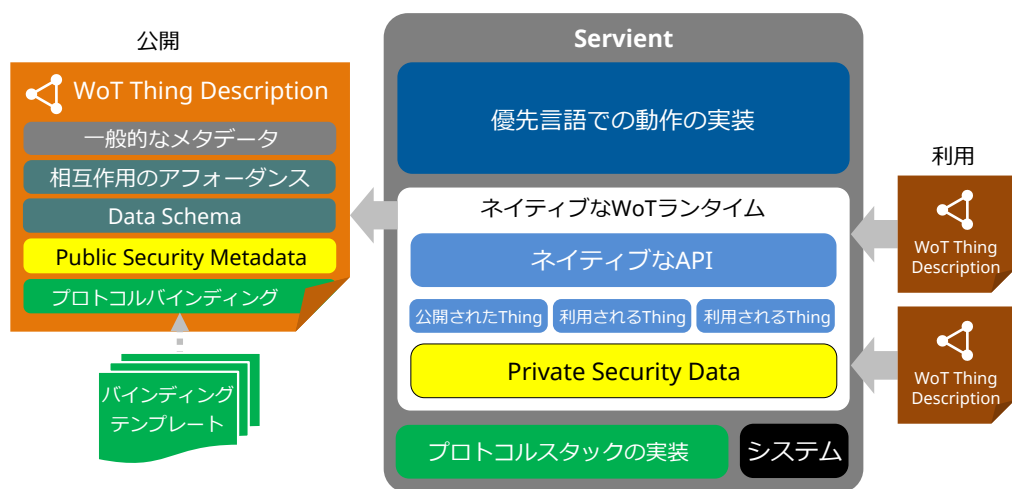 公開
WoT Thing Description
一般的なメタデータ
相互作用のアフォーダンス
Data Schema
Public Security Metadata
プロトコルバインディング
バインディング
テンプレート
Servient
優先言語での動作の実装
ネイティブなWoTランタイム
ネイティブなAPI
公開されたThing
利用されるThing
利用されるThing
Private Security Data
プロトコルスタックの実装
システム
利用
WoT Thing
Description
WoT Thing
Description